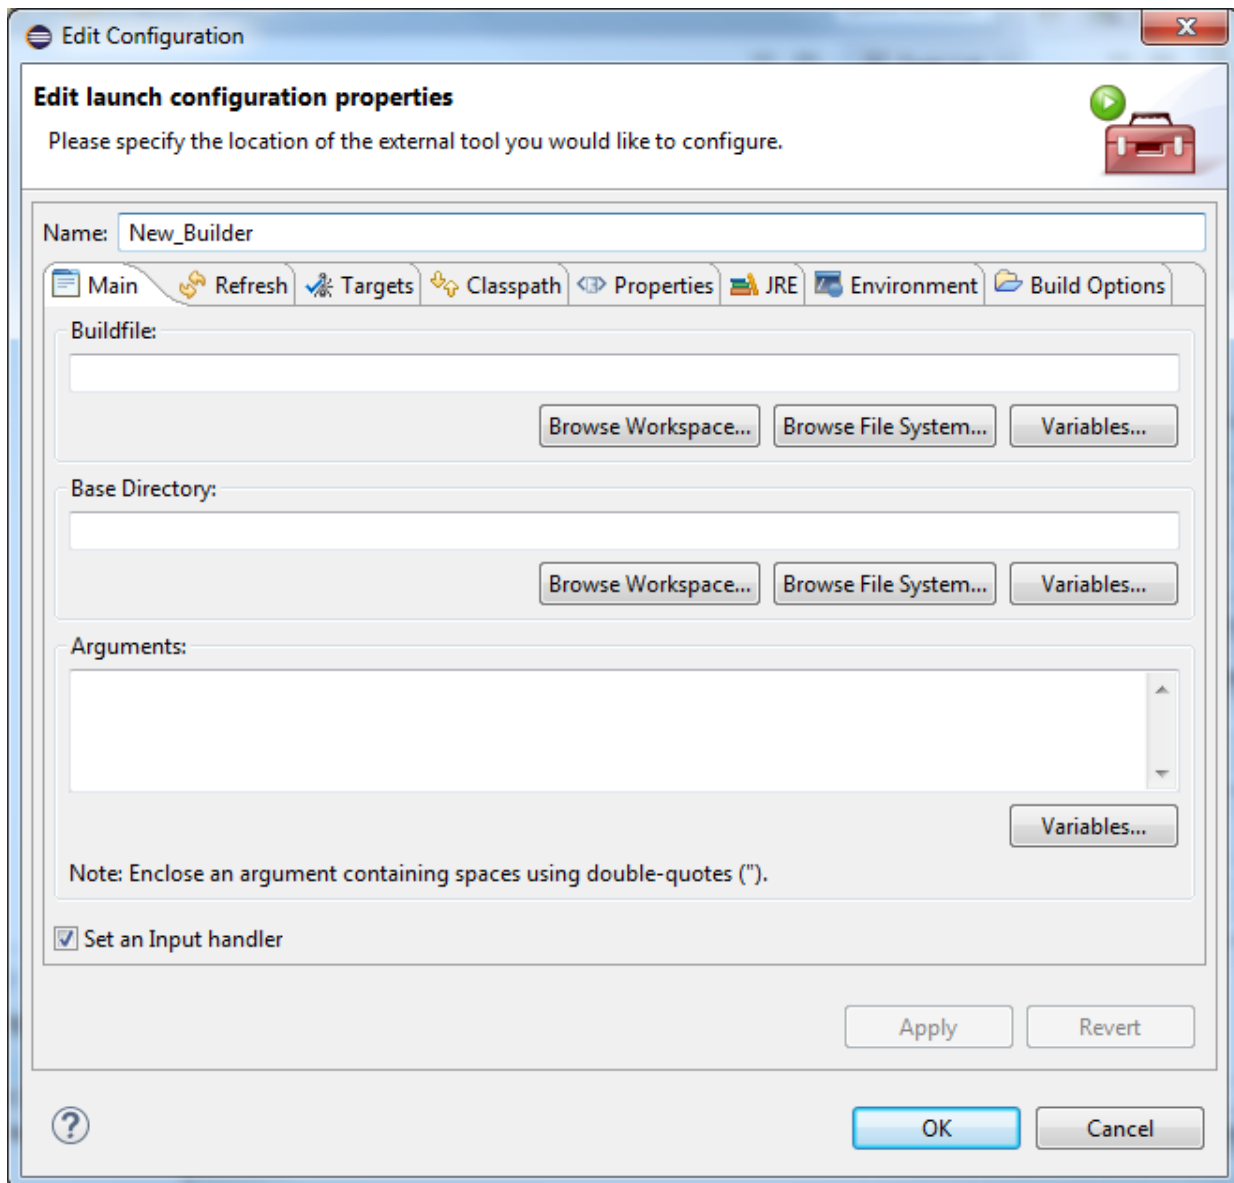 Edit Configuration
Edit launch configuration properties
Please specify the location of the external tool you would like to configure.
Name: New_Builder
Main Refresh Targets Classpath Properties JRE Environment Build Options
Buildfile:
Browse Workspace... Browse File System... Variables...
Base Directory:
Browse Workspace... Browse File System... Variables...
Arguments:
Variables...
Note: Enclose an argument containing spaces using double-quotes (").
Set an Input handler
Apply Revert
? OK Cancel